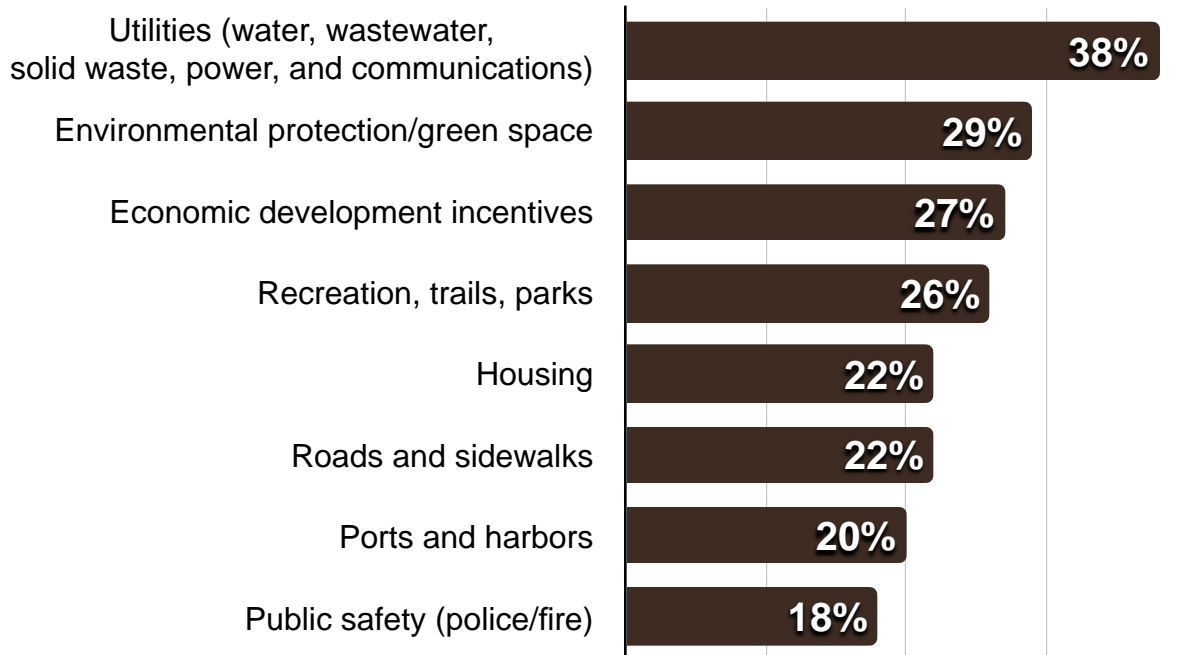 Utilities (water, wastewater,
solid waste, power, and communications)
38%
Environmental protection/green space
29%
Economic development incentives
27%
Recreation, trails, parks
26%
Housing
22%
Roads and sidewalks
22%
Ports and harbors
20%
Public safety (police/fire)
18%